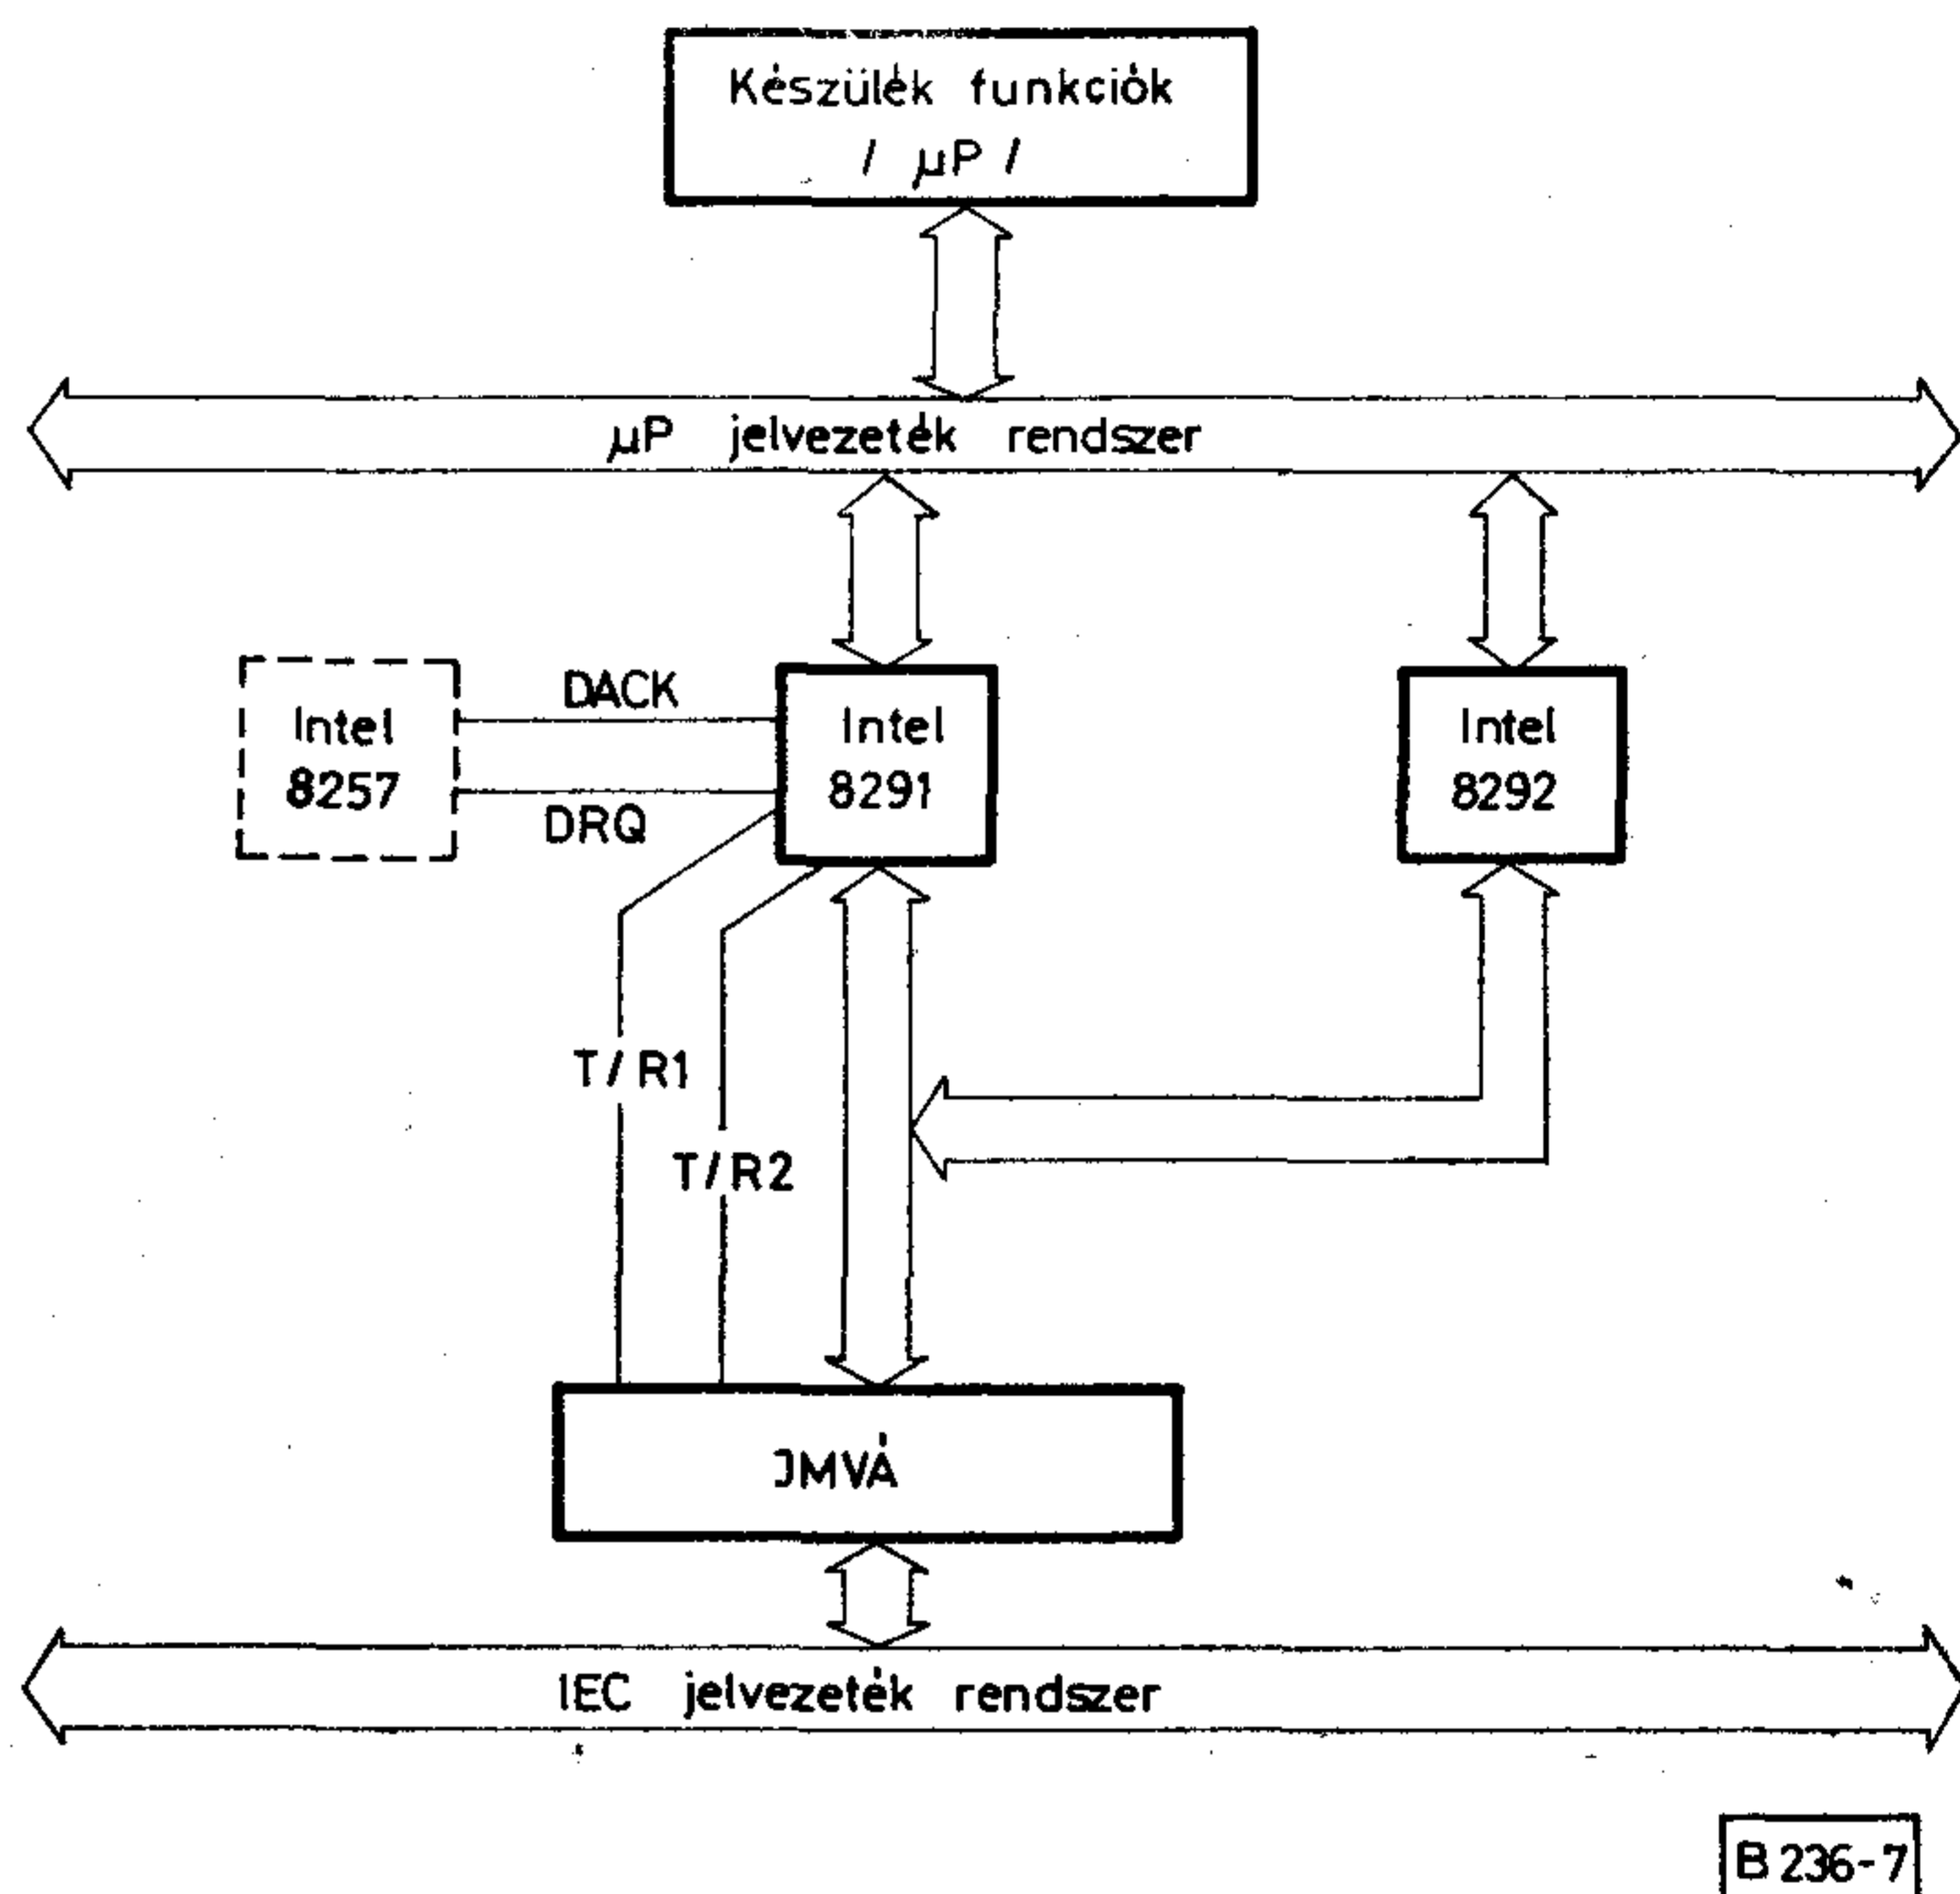 Készülék funkciók
/ µP /
µP jelvezeték rendszer
DACK
Intel
8257
DRQ
Intel
8291
Intel
8292
T/R1
T/R2
JMVÁ
IEC jelvezeték rendszer
B 236-7